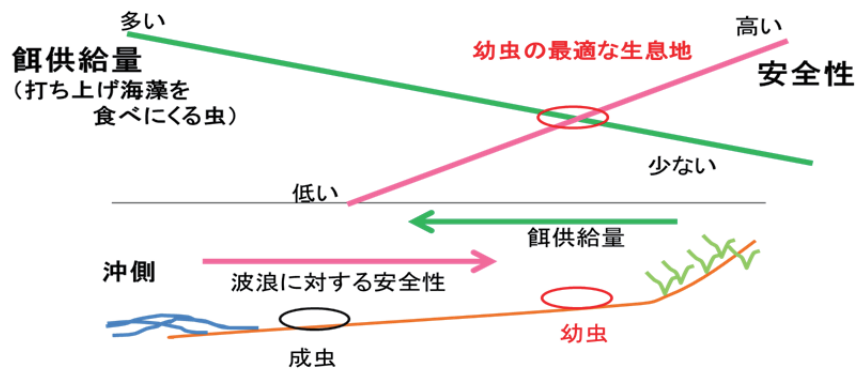 多い
餌供給量
(打ち上げ海藻を
食べにくる虫)
幼虫の最適な生息地
高い
安全性
少ない
低い
餌供給量
沖側
波浪に対する安全性
成虫
幼虫